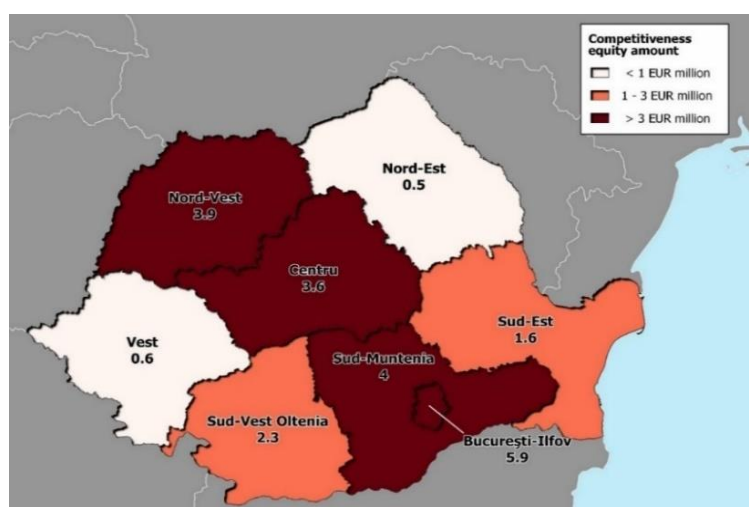 Competitiveness
equity amount
< 1 EUR million
1 - 3 EUR million
> 3 EUR million
Nord-Est
0.5
Nord-Vest
3.9
Centru
3.6
Sud-Est
1.6
Vest
0.6
Sud-Muntenia
4
Sud-Vest Oltenia
2.3
Bucureşti-Ilfov
5.9